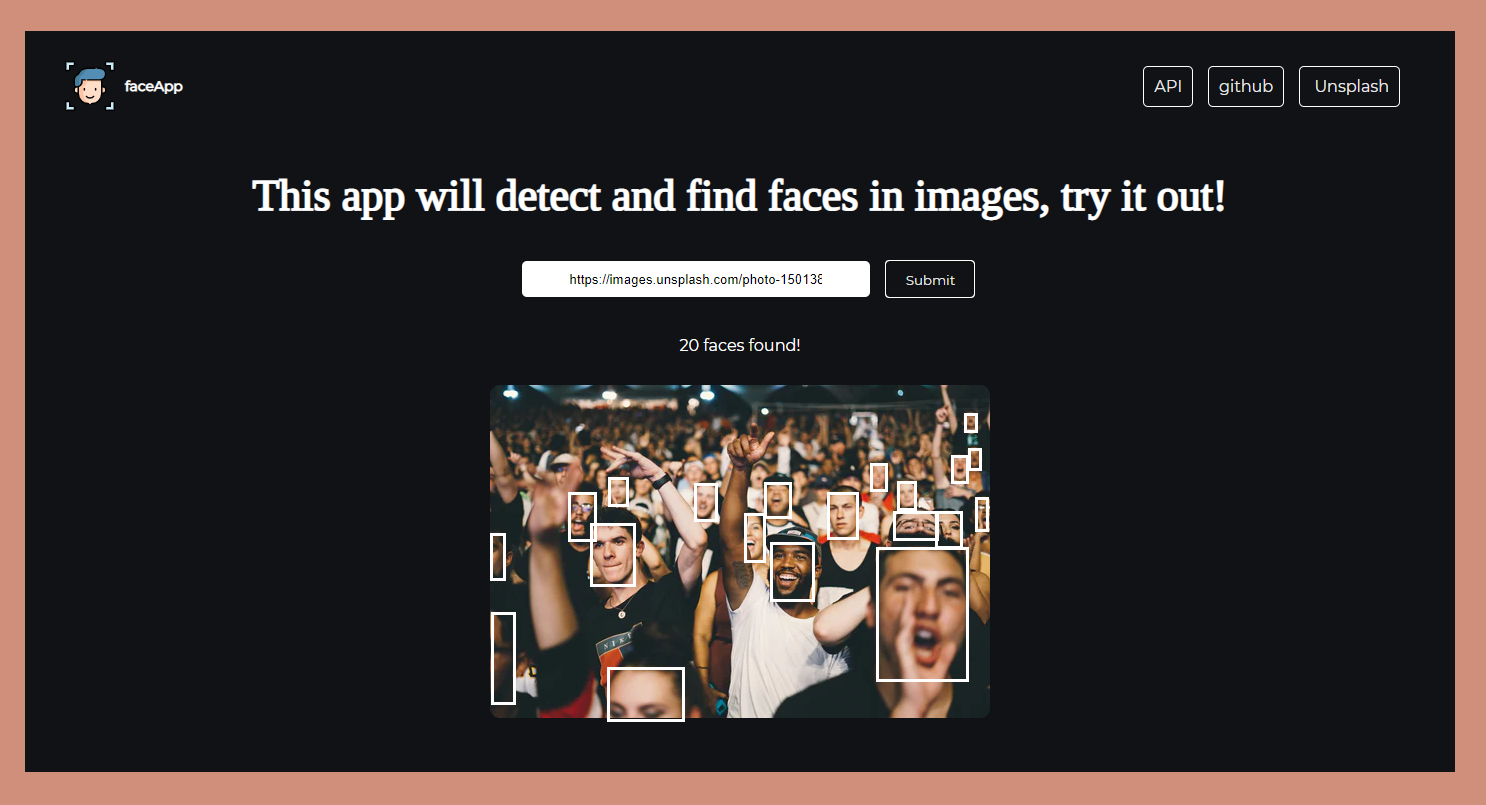 faceApp
API
github
Unsplash
This app will detect and find faces in images, try it out!
https://images.unsplash.com/photo-150138
Submit
20 faces found!